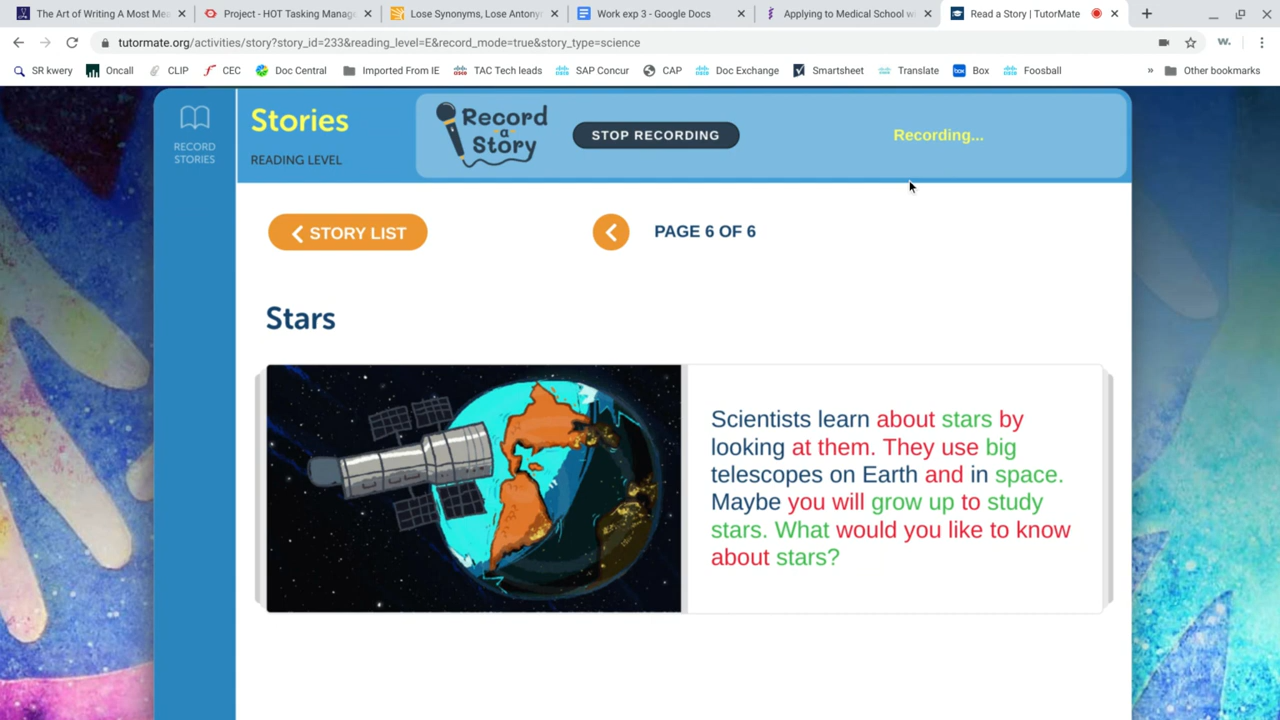 The Art of Writing A Most Mea
Project - HOT Tasking Manage
Lose Synonyms, Lose Antonyn
Work exp 3 - Google Docs
Applying to Medical School wi
Read a Story | TutorMate
tutormate.org/activities/story?story_id=233&reading_level=E&record_mode=true&story_type=science
W.
SR kwery
Oncall
CLIP
CEC
Doc Central
Imported From IE
TAC Tech leads
SAP Concur
CAP
Doc Exchange
Smartsheet
Translate
Box
Foosball
»
Other bookmarks
RECORD
STORIES
Stories
READING LEVEL
Record
a
Story
STOP RECORDING
Recording...
STORY LIST
PAGE 6 OF 6
Stars
Scientists learn about stars by
looking at them. They use big
telescopes on Earth and in space.
Maybe you will grow up to study
stars. What would you like to know
about stars?